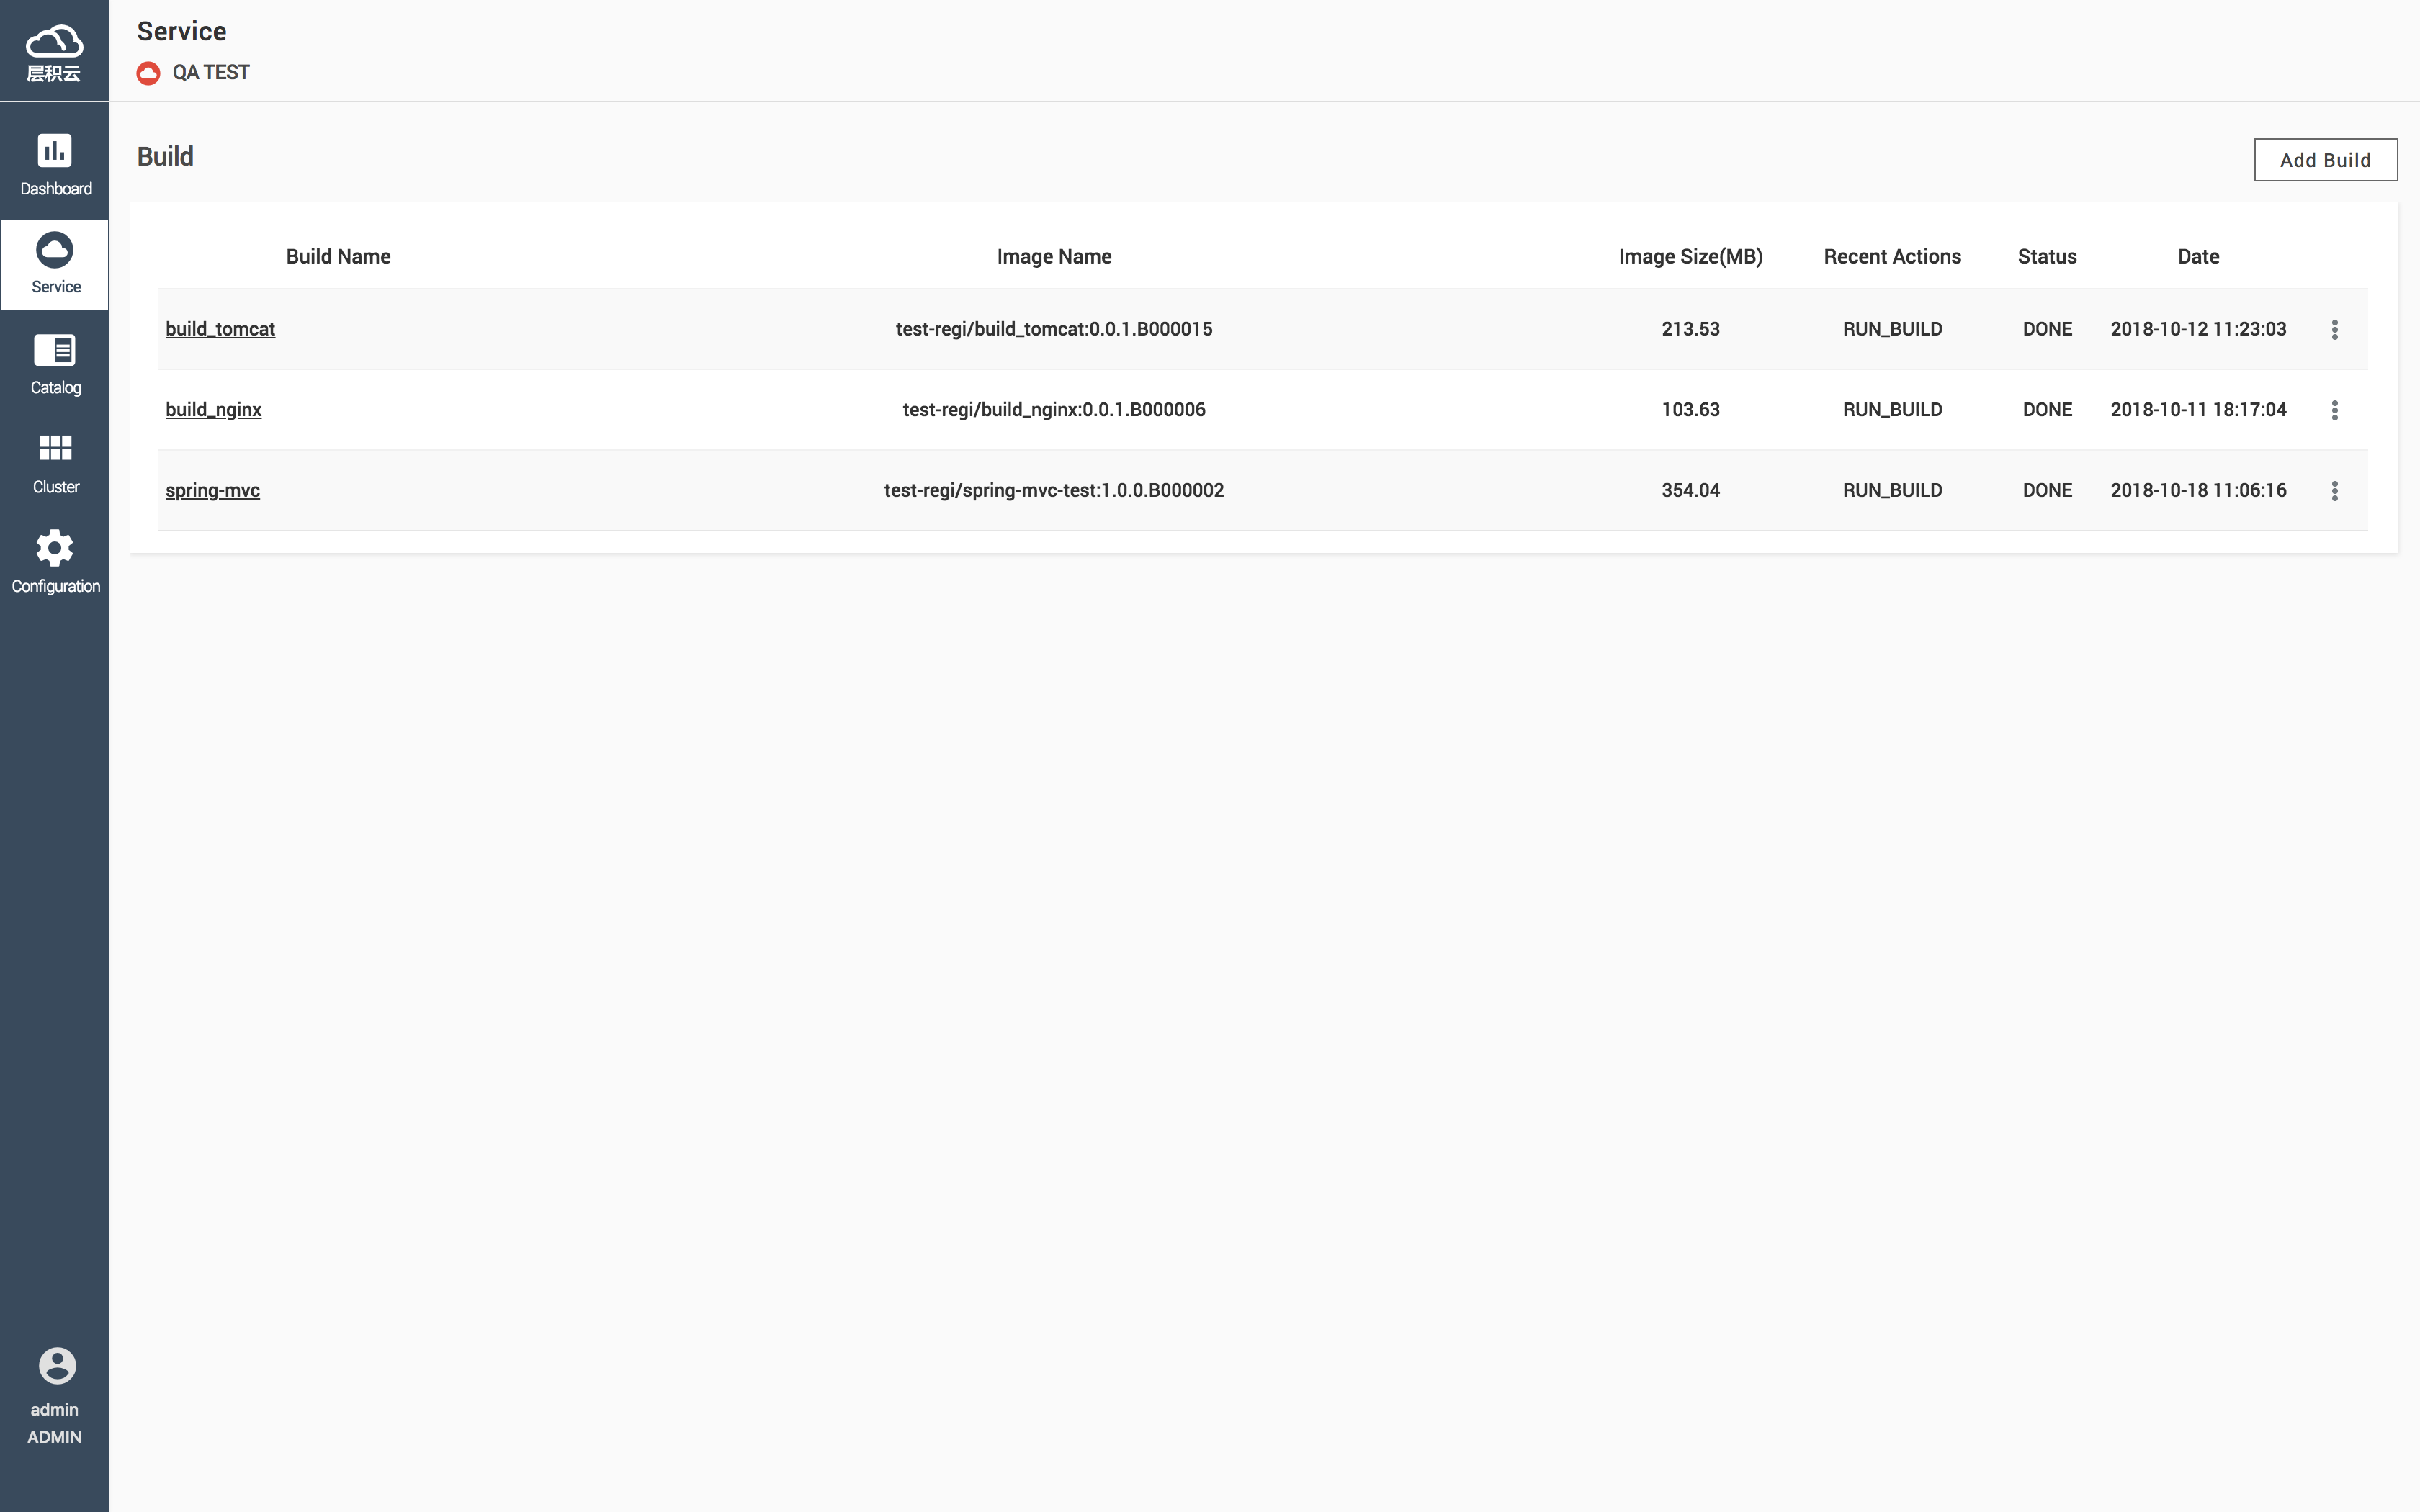 层积云
Service
QA TEST
Dashboard
Service
Catalog
Cluster
Configuration
admin
ADMIN
Build
Add Build
Build Name Image Name Image Size(MB) Recent Actions Status Date
build_tomcat test-regi/build_tomcat:0.0.1.B000015 213.53 RUN_BUILD DONE 2018-10-12 11:23:03
build_nginx test-regi/build_nginx:0.0.1.B000006 103.63 RUN_BUILD DONE 2018-10-11 18:17:04
spring-mvc test-regi/spring-mvc-test:1.0.0.B000002 354.04 RUN_BUILD DONE 2018-10-18 11:06:16